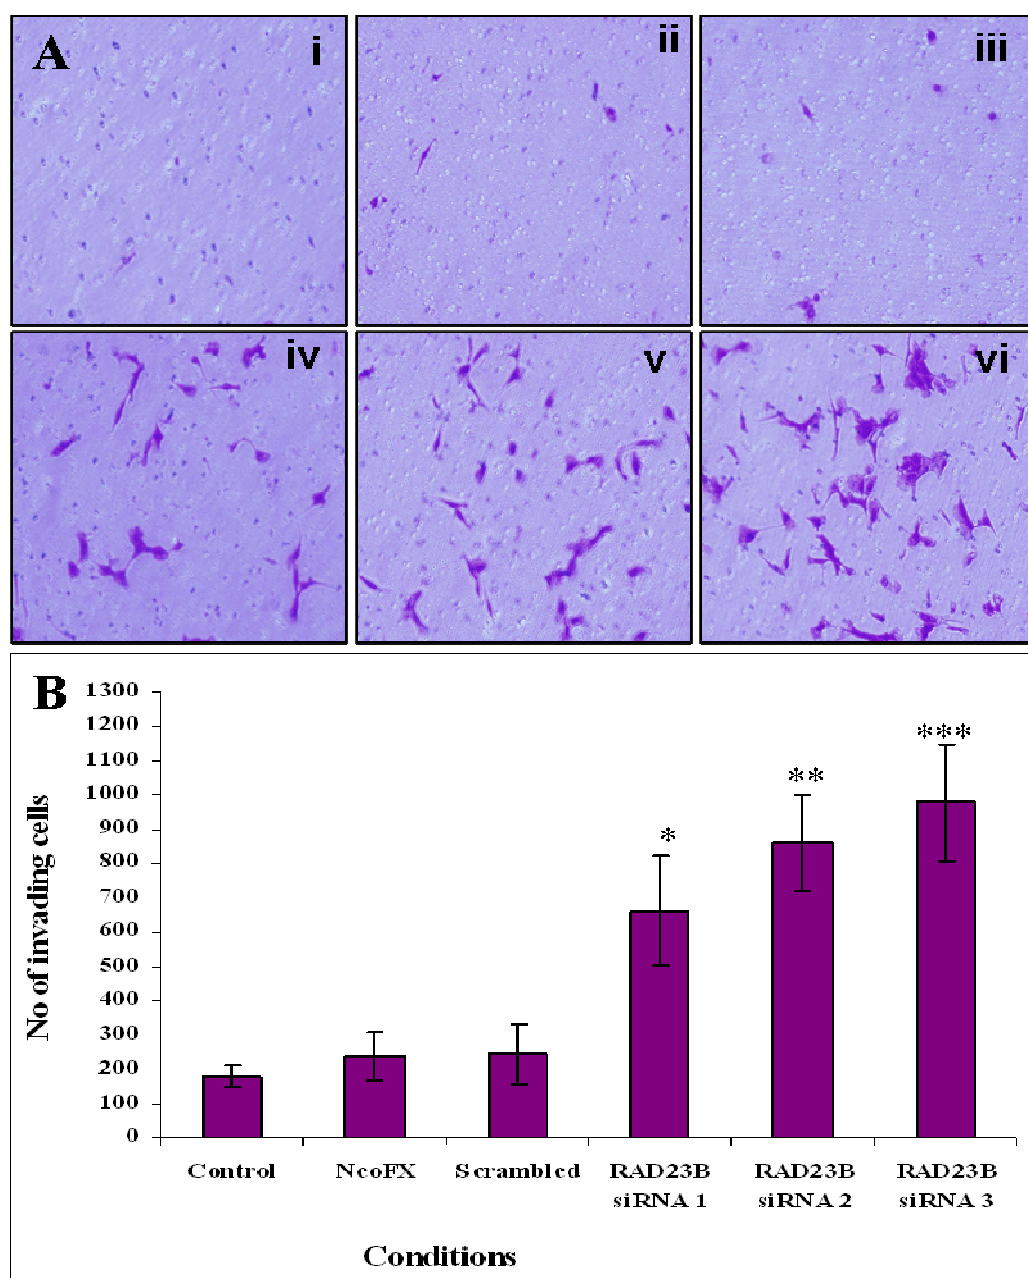 A
i
ii
iii
iv
v
vi
B
No of invading cells
1300
1200
1100
1000
900
800
700
600
500
400
300
200
100
0
*
**
***
Control
NeoFX
Scrambled
RAD23B
siRNA 1
RAD23B
siRNA 2
RAD23B
siRNA 3
Conditions